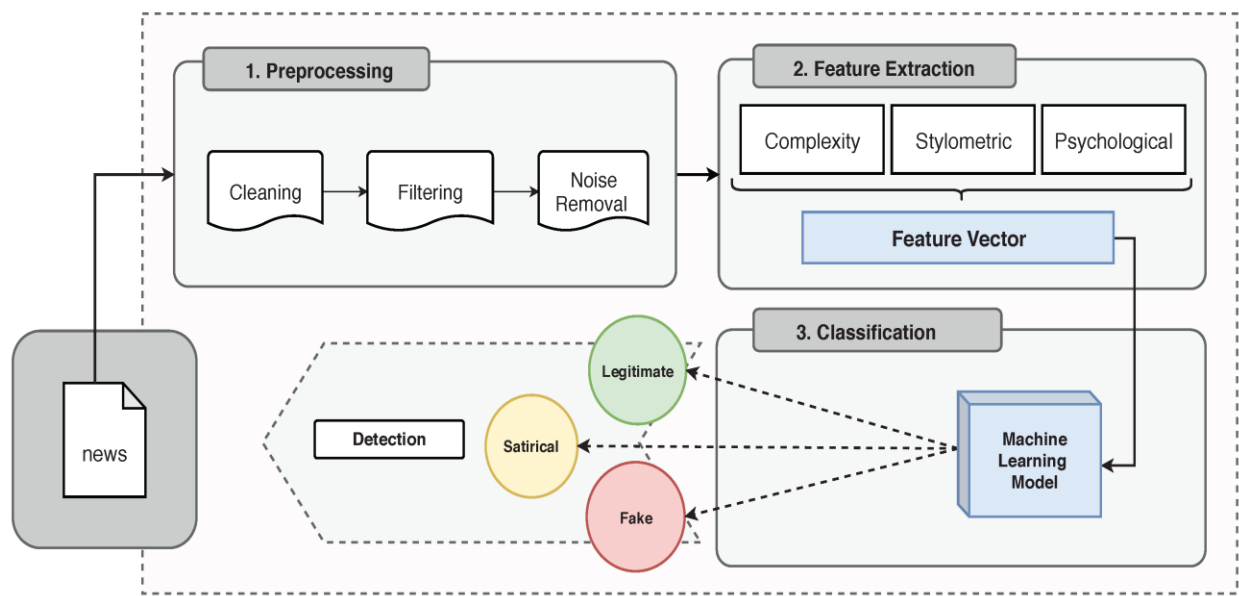 1. Preprocessing
2. Feature Extraction
Complexity
Stylometric
Psychological
Cleaning
Filtering
Noise
Removal
Feature Vector
news
3. Classification
Legitimate
Detection
Satirical
Fake
Machine
Learning
Model